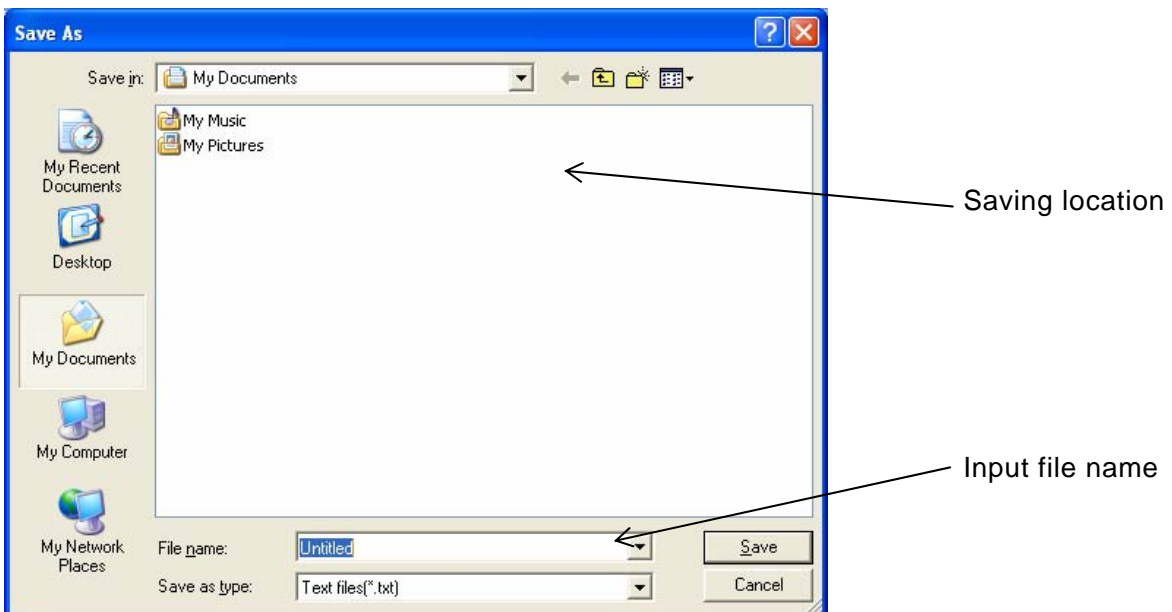 Save As
Save in: My Documents
My Music
My Pictures
My Recent
Documents
Desktop
My Documents
My Computer
My Network
Places
File name: Untitled
Save
Save as type: Text files(*.txt)
Cancel
Saving location
Input file name